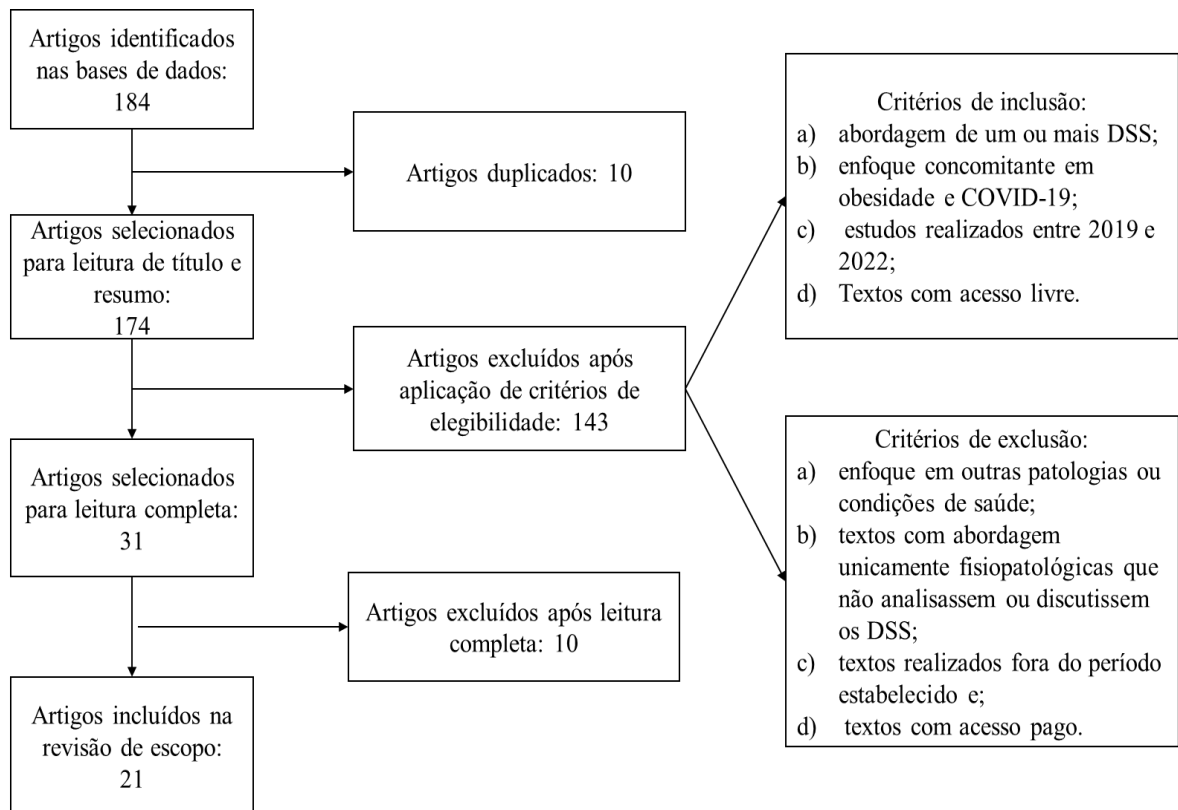 Artigos identificados
nas bases de dados:
184
Artigos duplicados: 10
Artigos selecionados
para leitura de título e
resumo:
174
Artigos excluídos após
aplicação de critérios de
elegibilidade: 143
Artigos selecionados
para leitura completa:
31
Artigos excluídos após leitura
completa: 10
Artigos incluídos na
revisão de escopo:
21
Critérios de inclusão:
a) abordagem de um ou mais DSS;
b) enfoque concomitante em
obesidade e COVID-19;
c) estudos realizados entre 2019 e
2022;
d) Textos com acesso livre.
Critérios de exclusão:
a) enfoque em outras patologias ou
condições de saúde;
b) textos com abordagem
unicamente fisiopatológicas que
não analisassem ou discutissem
os DSS;
c) textos realizados fora do período
estabelecido e;
d) textos com acesso pago.